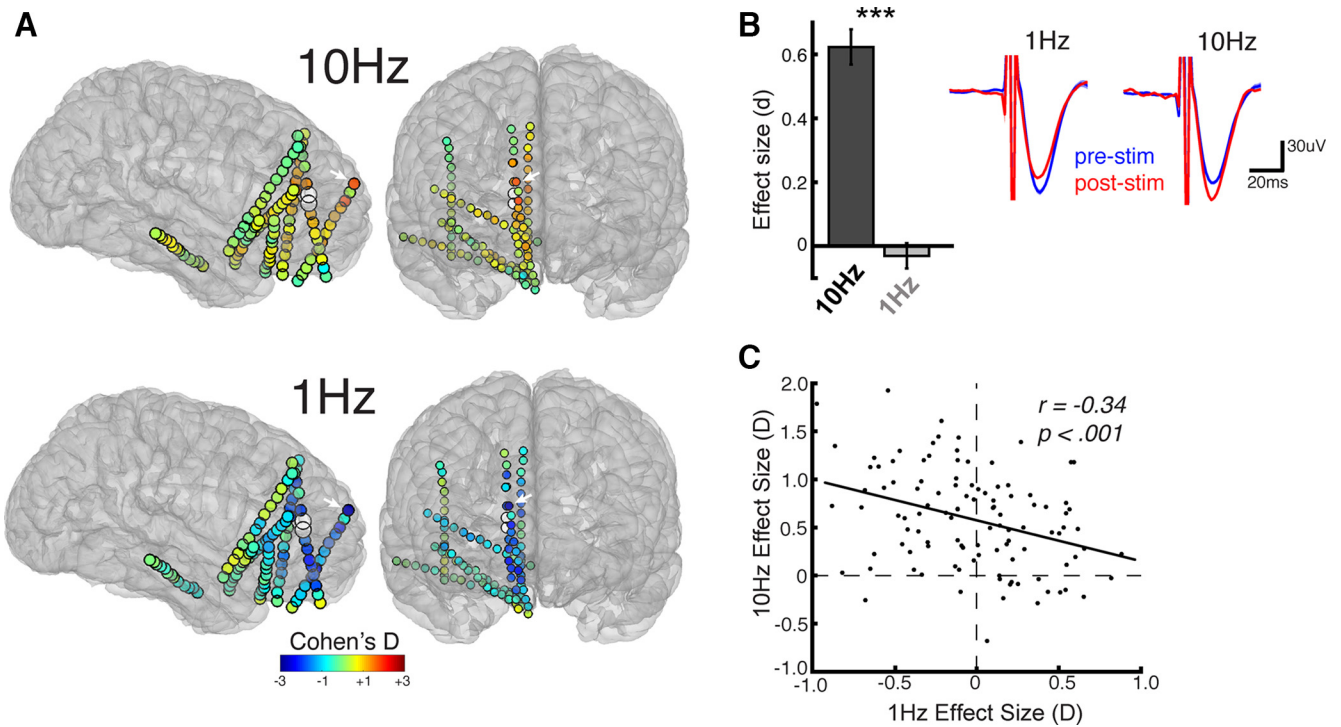 A
10Hz
1Hz
Cohen's D
-3
-1
+1
+3
B
***
Effect size (d)
0.6
0.4
0.2
0
10Hz
1Hz
1Hz
10Hz
pre-stim
post-stim
30uV
20ms
C
10Hz Effect Size (D)
2.0
1.5
1.0
0.5
0
-0.5
-1.0
r = -0.34
p < .001
-1.0
-0.5
0
0.5
1.0
1Hz Effect Size (D)